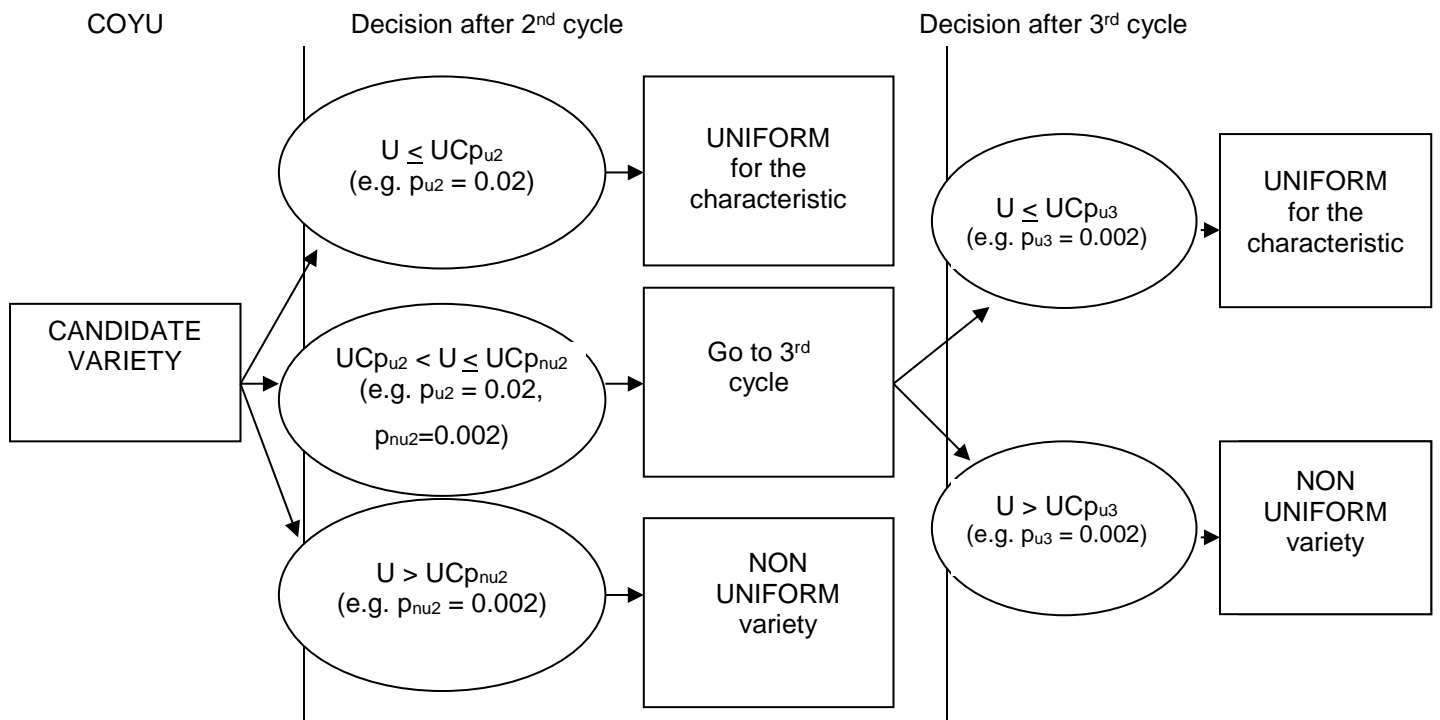 COYU
Decision after 2nd cycle
Decision after 3rd cycle
CANDIDATE
VARIETY
U ≤ UCpu2
(e.g. pu2 = 0.02)
UNIFORM
for the
characteristic
UCpu2 < U ≤ UCpnu2
(e.g. pu2 = 0.02,
pnu2=0.002)
Go to 3rd
cycle
U > UCpnu2
(e.g. pnu2 = 0.002)
NON
UNIFORM
variety
U ≤ UCpu3
(e.g. pu3 = 0.002)
UNIFORM
for the
characteristic
U > UCpu3
(e.g. pu3 = 0.002)
NON
UNIFORM
variety